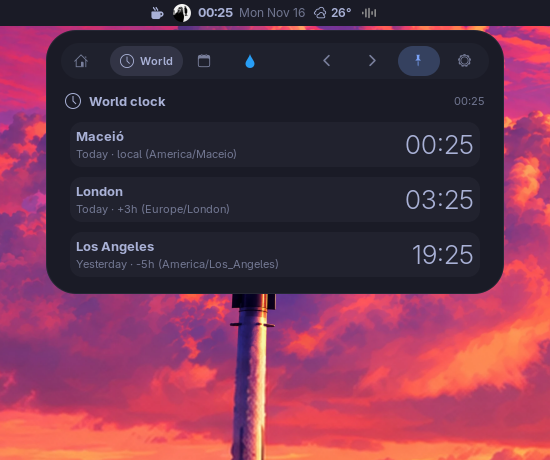 00:25 Mon Nov 16 26°
World
World clock
00:25
Maceió
00:25
Today · local (America/Maceio)
London
03:25
Today · +3h (Europe/London)
Los Angeles
19:25
Yesterday · -5h (America/Los_Angeles)